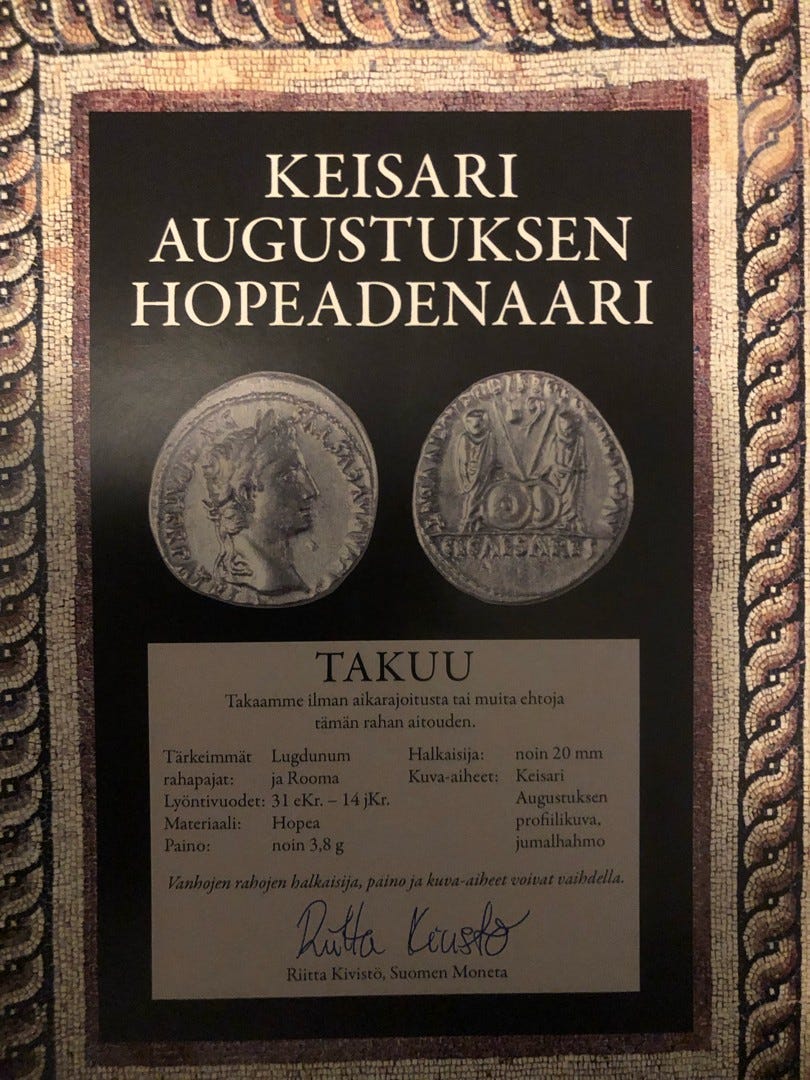 KEISARI
AUGUSTUKSEN
HOPEADENAARI
TAKUU
Takaamme ilman aikarajoitusta tai muita ehtoja
tämän rahan aitouden.
Tärkeimmät rahapajat: Lugdunum ja Rooma
Lyöntivuodet: 31 eKr. – 14 jKr.
Materiaali: Hopea
Paino: noin 3,8 g
Halkaisija: noin 20 mm
Kuva-aiheet: Keisari
Augustuksen
profiilikuva,
jumalhahmo
Vanhojen rahojen halkaisija, paino ja kuva-aiheet voivat vaihdella.
Riitta Kivistö
Riitta Kivistö, Suomen Moneta